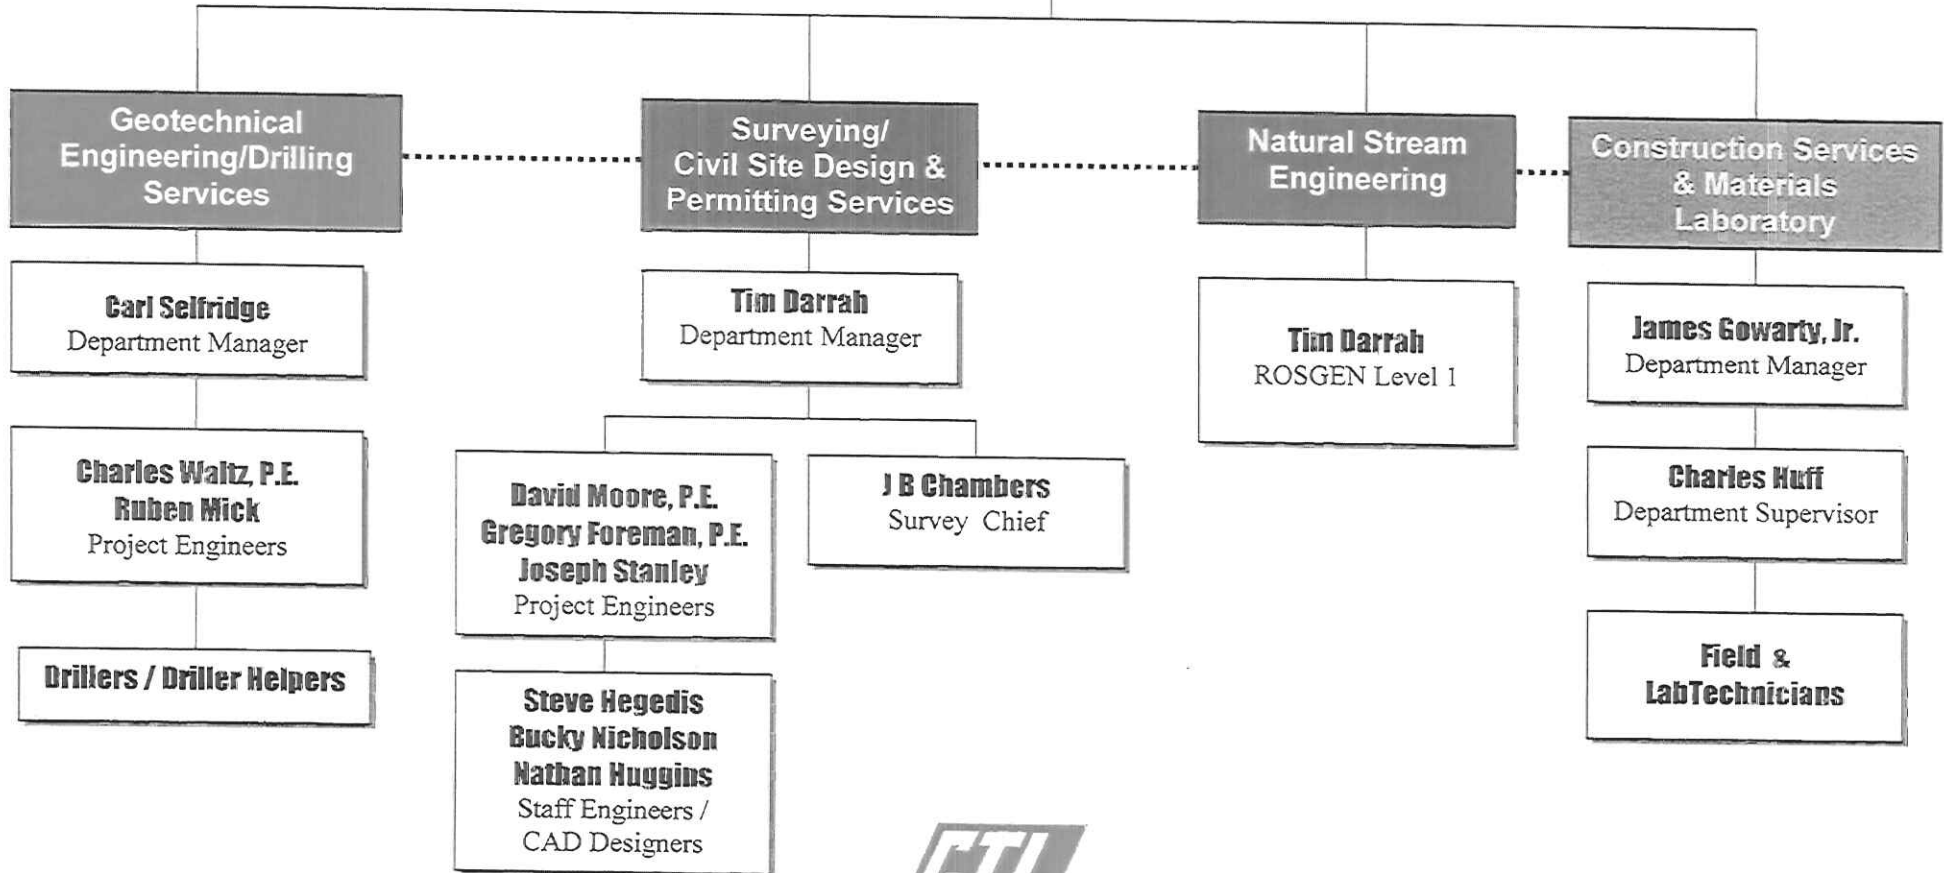 Geotechnical
Engineering/Drilling
Services
Surveying/
Civil Site Design &
Permitting Services
Natural Stream
Engineering
Construction Services
& Materials
Laboratory
Carl Selfridge
Department Manager
Charles Waltz, P.E.
Ruben Mick
Project Engineers
Drillers / Driller Helpers
Tim Darrah
Department Manager
David Moore, P.E.
Gregory Foreman, P.E.
Joseph Stanley
Project Engineers
Steve Hegedis
Bucky Nicholson
Nathan Huggins
Staff Engineers /
CAD Designers
J B Chambers
Survey Chief
Tim Darrah
ROSGEN Level 1
James Gowarty, Jr.
Department Manager
Charles Huff
Department Supervisor
Field &
LabTechnicians
CTL